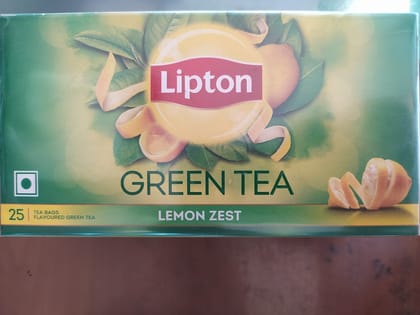 Lipton
GREEN TEA
LEMON ZEST
25
TEA BAGS
FLAVOURED GREEN TEA